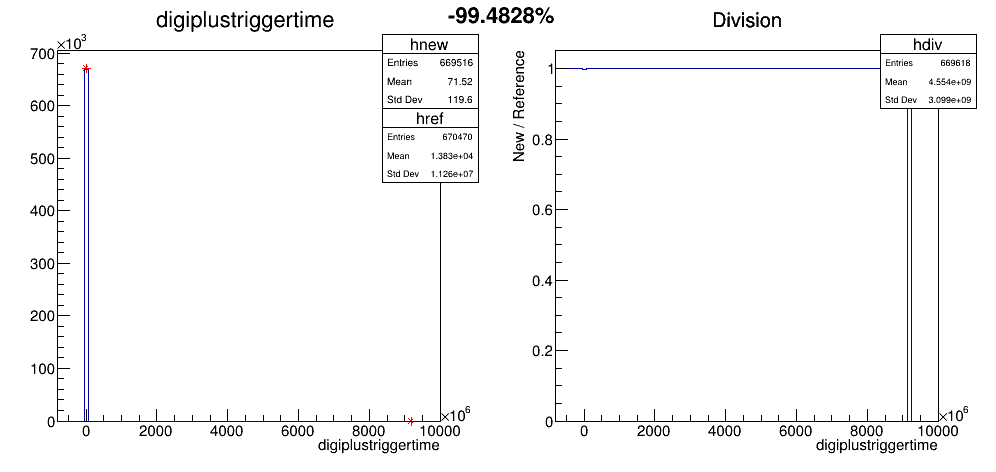 -99.4828%
digiplustriggertime
×10³
700
600
500
400
300
200
100
0
hnew
Entries 669516
Mean 71.52
Std Dev 119.6
href
Entries 670470
Mean 1.383e+04
Std Dev 1.126e+07
0 2000 4000 6000 8000 10000
×10⁶
digiplustriggertime
Division
New / Reference
1
0.8
0.6
0.4
0.2
0
hdiv
Entries 669618
Mean 4.554e+09
Std Dev 3.099e+09
0 2000 4000 6000 8000 10000
×10⁶
digiplustriggertime